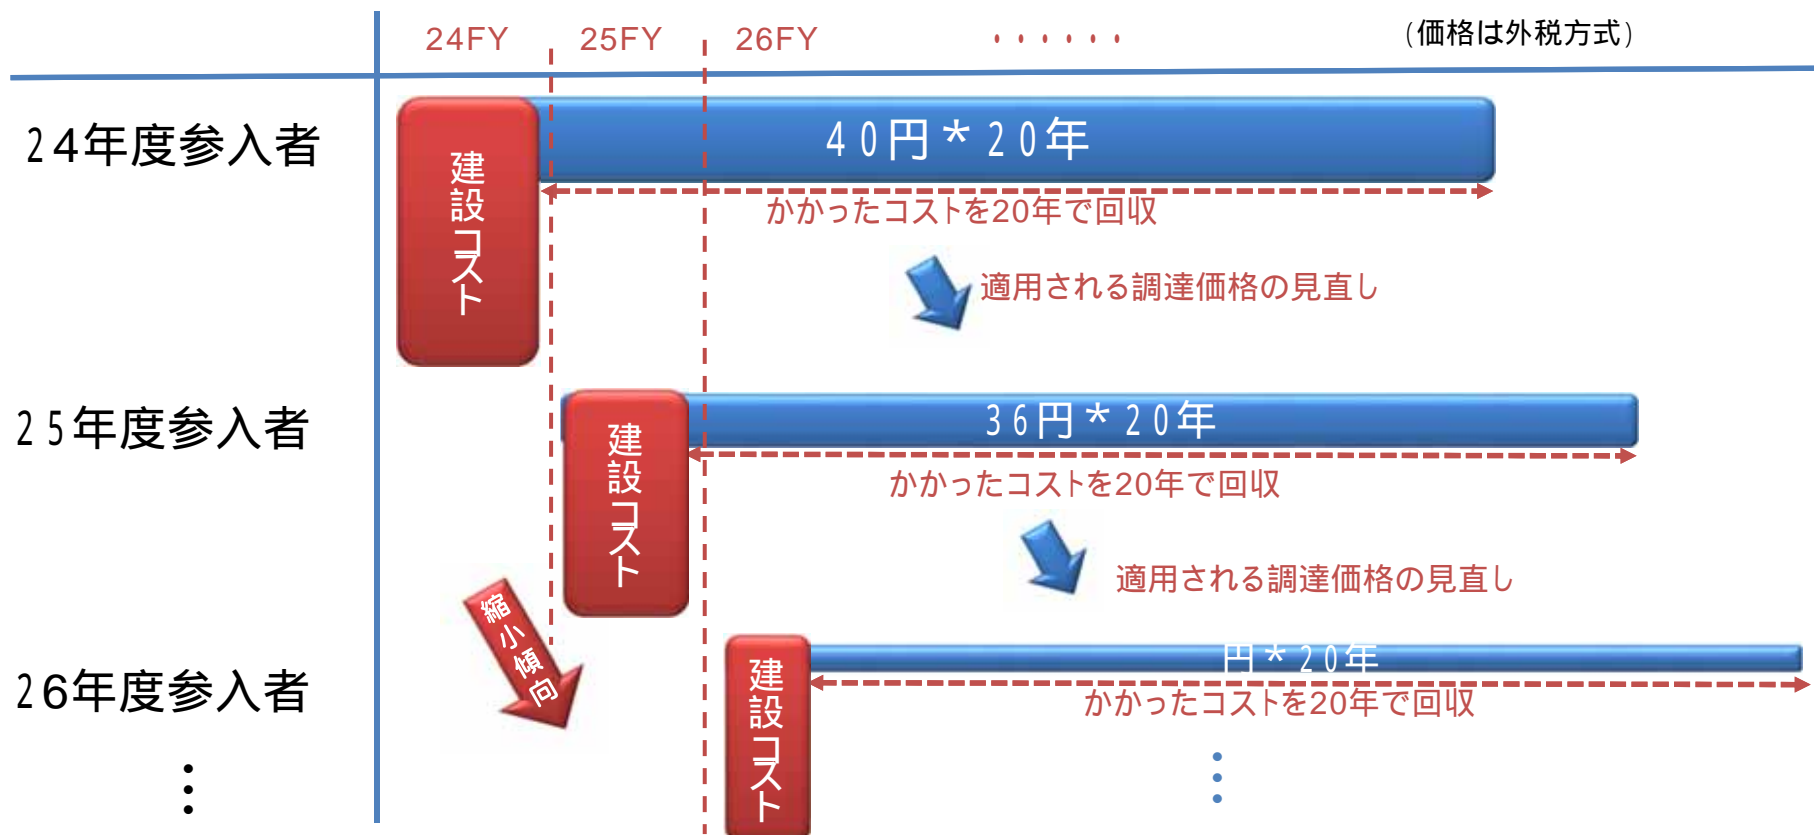 24FY 25FY 26FY ・・・・・・ (価格は外税方式)
24年度参入者
建設コスト
40円*20年
かかったコストを20年で回収
適用される調達価格の見直し
25年度参入者
建設コスト
36円*20年
かかったコストを20年で回収
縮小傾向
適用される調達価格の見直し
26年度参入者
建設コスト
円*20年
かかったコストを20年で回収